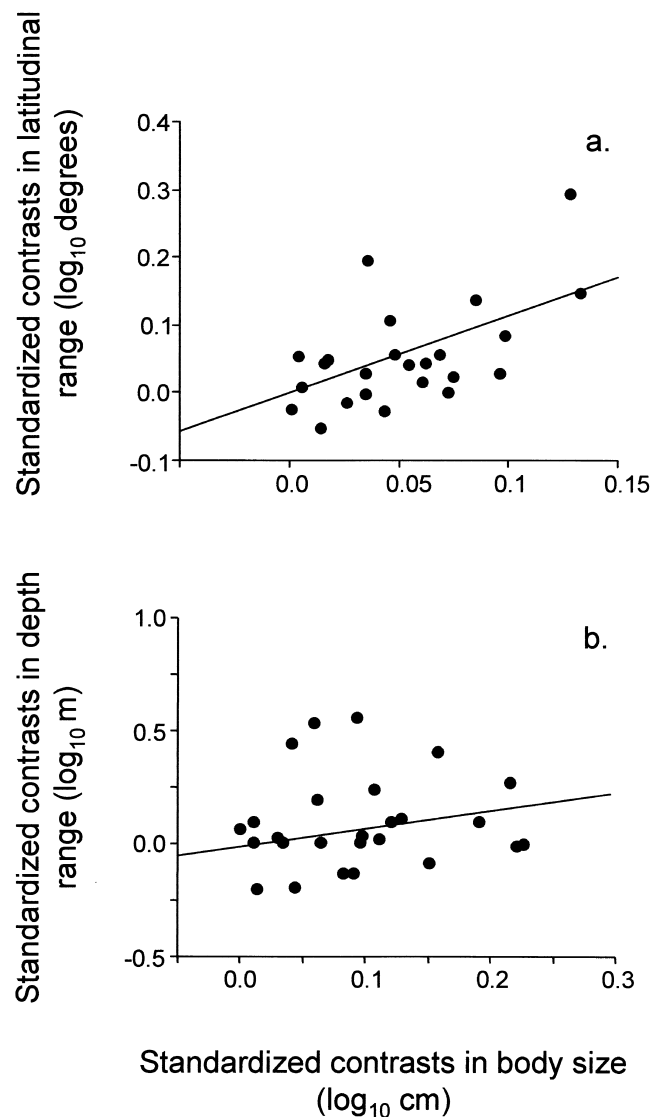 Standardized contrasts in latitudinal
range (log10 degrees)
a.
0.4
0.3
0.2
0.1
0.0
-0.1
0.0 0.05 0.1 0.15
Standardized contrasts in depth
range (log10 m)
b.
1.0
0.5
0.0
-0.5
0.0 0.1 0.2 0.3
Standardized contrasts in body size
(log10 cm)